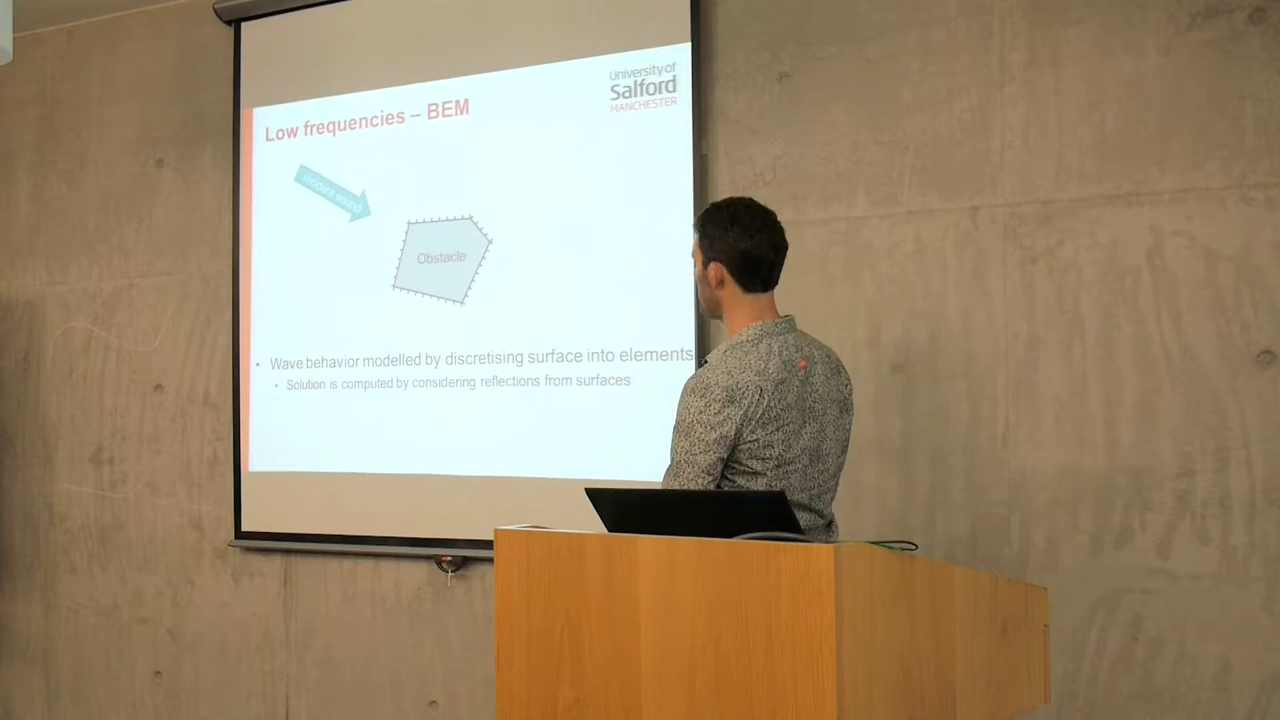 University of
Salford
MANCHESTER
Low frequencies – BEM
Incident sound
Obstacle
• Wave behavior modelled by discretising surface into elements
• Solution is computed by considering reflections from surfaces